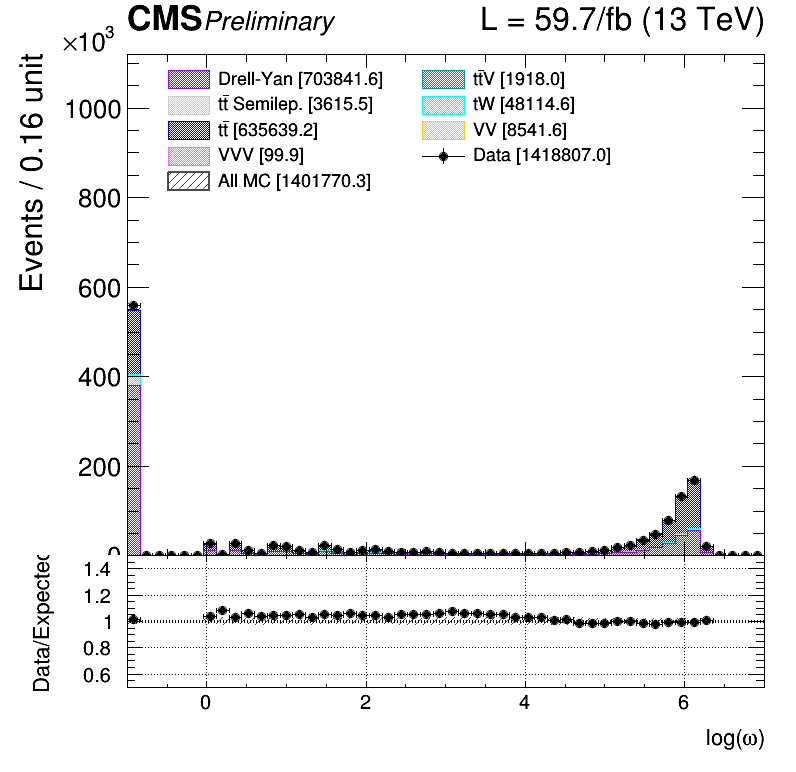 CMS Preliminary L = 59.7/fb (13 TeV)
×10³
Events / 0.16 unit
Drell-Yan [703841.6]
tt̄ Semilep. [3615.5]
tt̄ [635639.2]
VVV [99.9]
All MC [1401770.3]
tt̄V [1918.0]
tW [48114.6]
VV [8541.6]
Data [1418807.0]
1000
800
600
400
200
0
Data/Expected
1.4
1.2
1
0.8
0.6
0 2 4 6
log(ω)